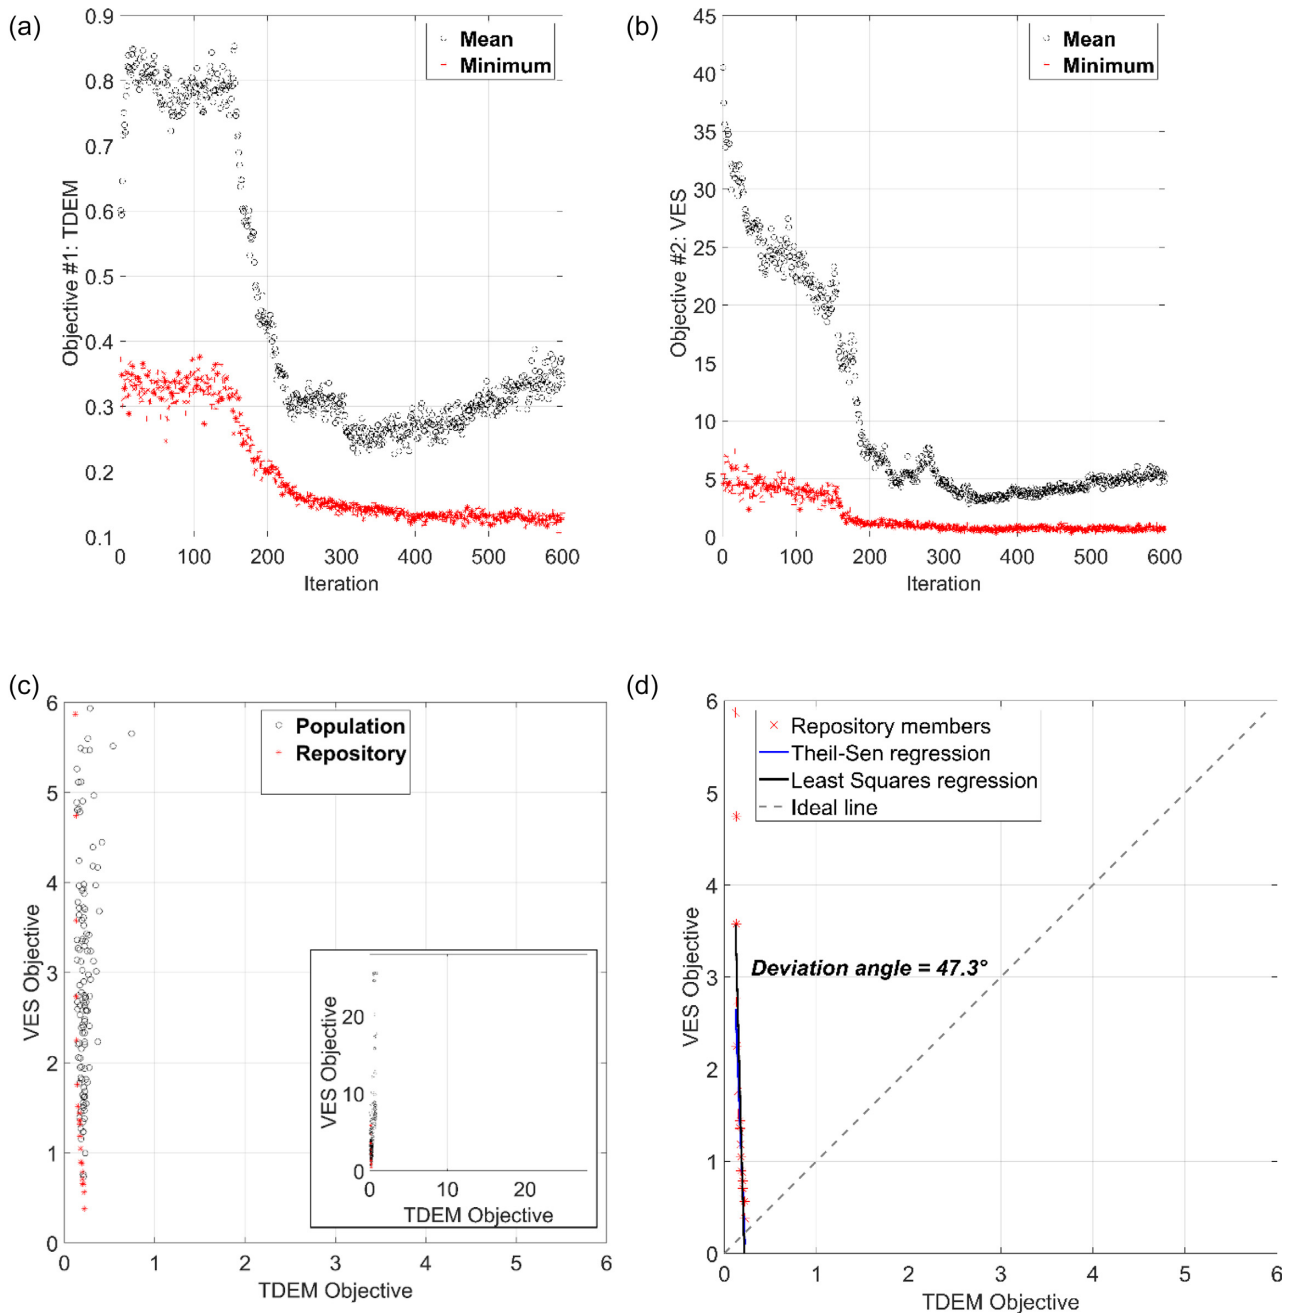 (a)
0.9
0.8
0.7
0.6
0.5
0.4
0.3
0.2
0.1
Objective #1: TDEM
Mean
Minimum
0 100 200 300 400 500 600
Iteration
(b)
45
40
35
30
25
20
15
10
5
0
Objective #2: VES
Mean
Minimum
0 100 200 300 400 500 600
Iteration
(c)
6
5
4
3
2
1
0
VES Objective
Population
Repository
VES Objective
20
10
0
0 10 20
TDEM Objective
0 1 2 3 4 5 6
TDEM Objective
(d)
6
5
4
3
2
1
0
VES Objective
Repository members
Theil-Sen regression
Least Squares regression
Ideal line
Deviation angle = 47.3°
0 1 2 3 4 5 6
TDEM Objective